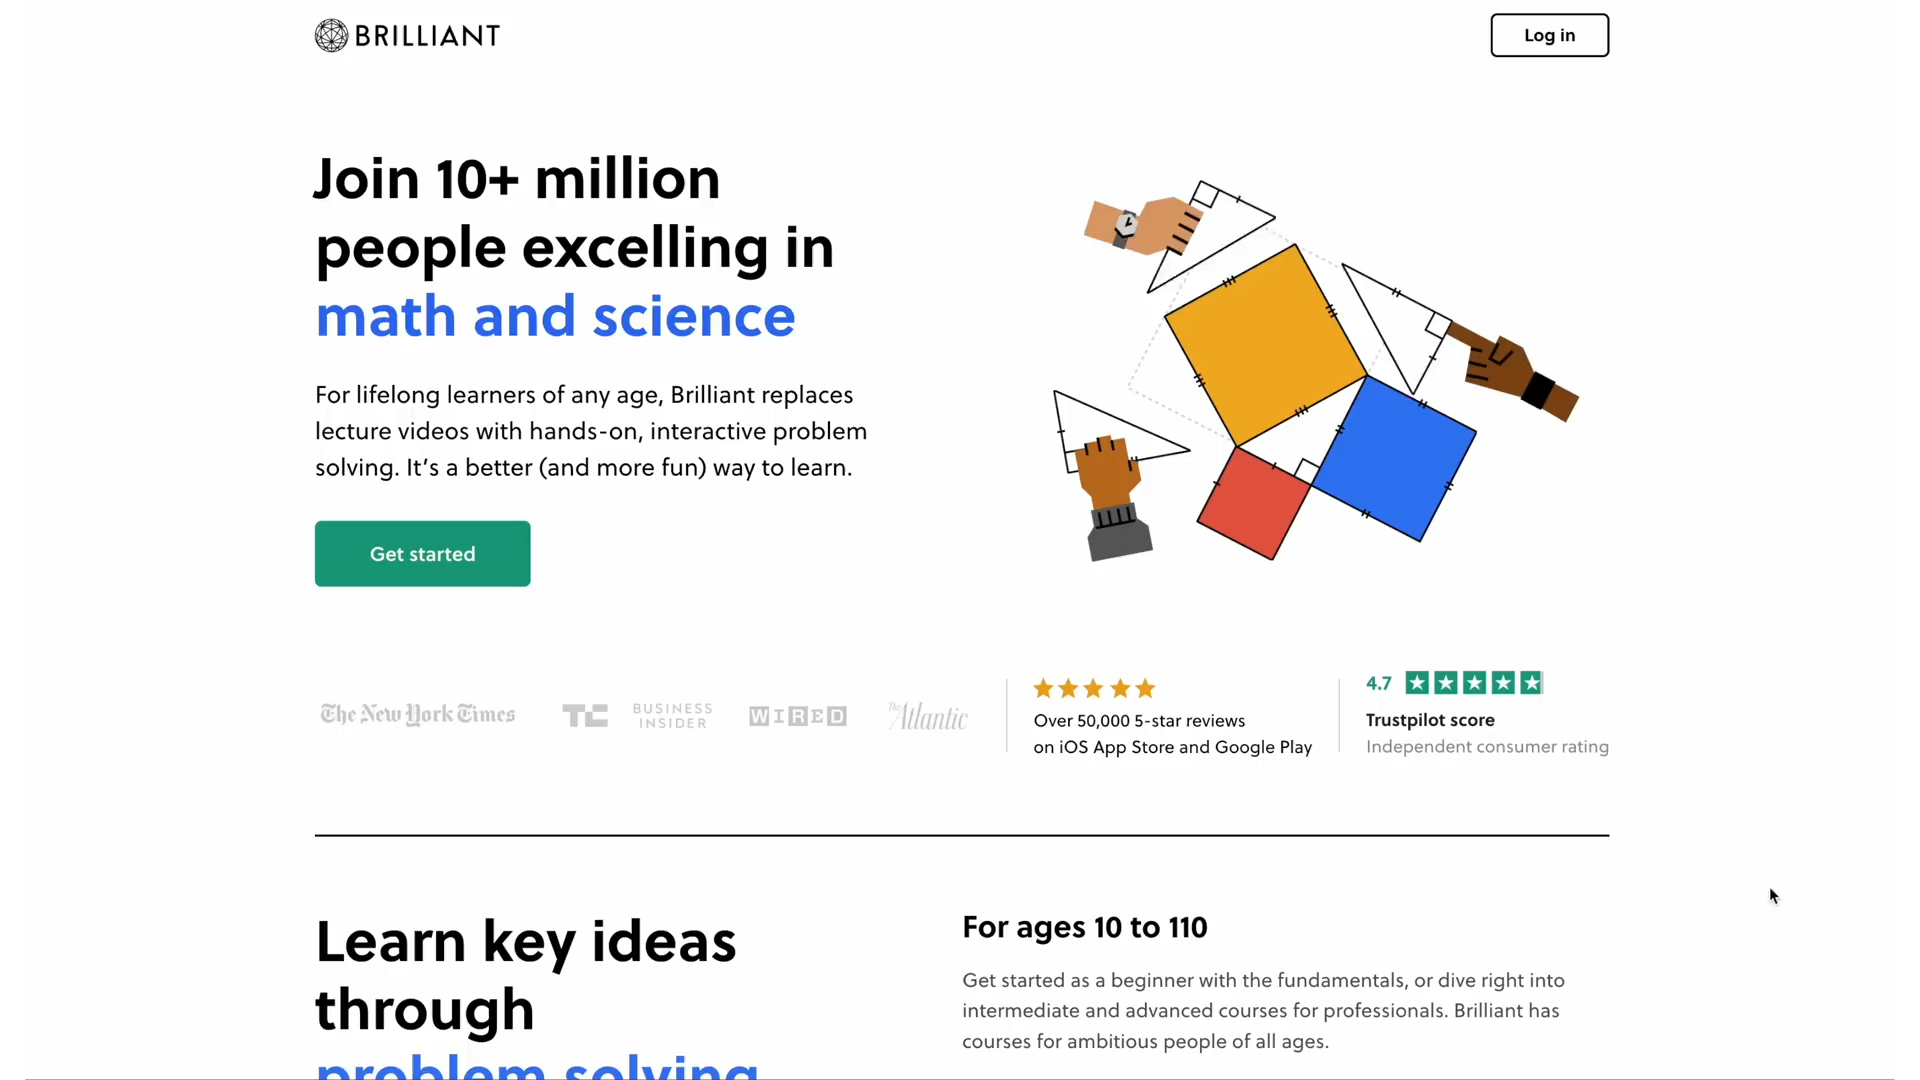 BRILLIANT
Log in
Join 10+ million
people excelling in
math and science
For lifelong learners of any age, Brilliant replaces
lecture videos with hands-on, interactive problem
solving. It’s a better (and more fun) way to learn.
Get started
The New York Times
TC
BUSINESS
INSIDER
WIRED
The Atlantic
Over 50,000 5-star reviews
on iOS App Store and Google Play
4.7
Trustpilot score
Independent consumer rating
Learn key ideas
through
problem solving
For ages 10 to 110
Get started as a beginner with the fundamentals, or dive right into
intermediate and advanced courses for professionals. Brilliant has
courses for ambitious people of all ages.